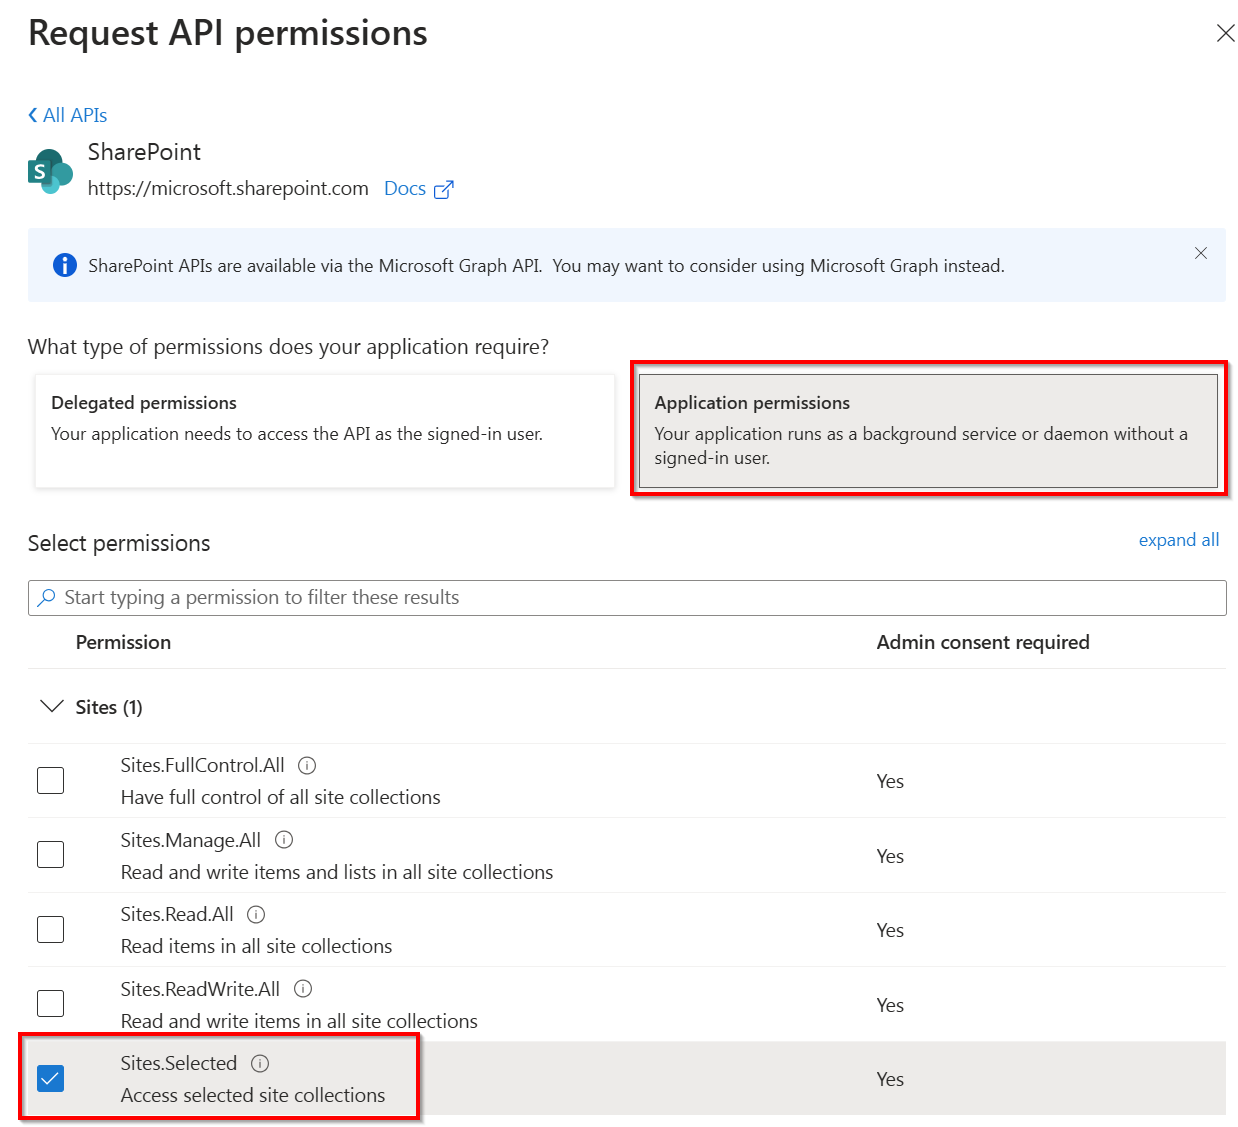 Request API permissions
All APIs
S
SharePoint
https://microsoft.sharepoint.com Docs
SharePoint APIs are available via the Microsoft Graph API.  You may want to consider using Microsoft Graph instead.
What type of permissions does your application require?
Delegated permissions
Your application needs to access the API as the signed-in user.
Application permissions
Your application runs as a background service or daemon without a
signed-in user.
Select permissions
expand all
Start typing a permission to filter these results
Permission Admin consent required
Sites (1)
Sites.FullControl.All
Have full control of all site collections
Yes
Sites.Manage.All
Read and write items and lists in all site collections
Yes
Sites.Read.All
Read items in all site collections
Yes
Sites.ReadWrite.All
Read and write items in all site collections
Yes
Sites.Selected
Access selected site collections
Yes